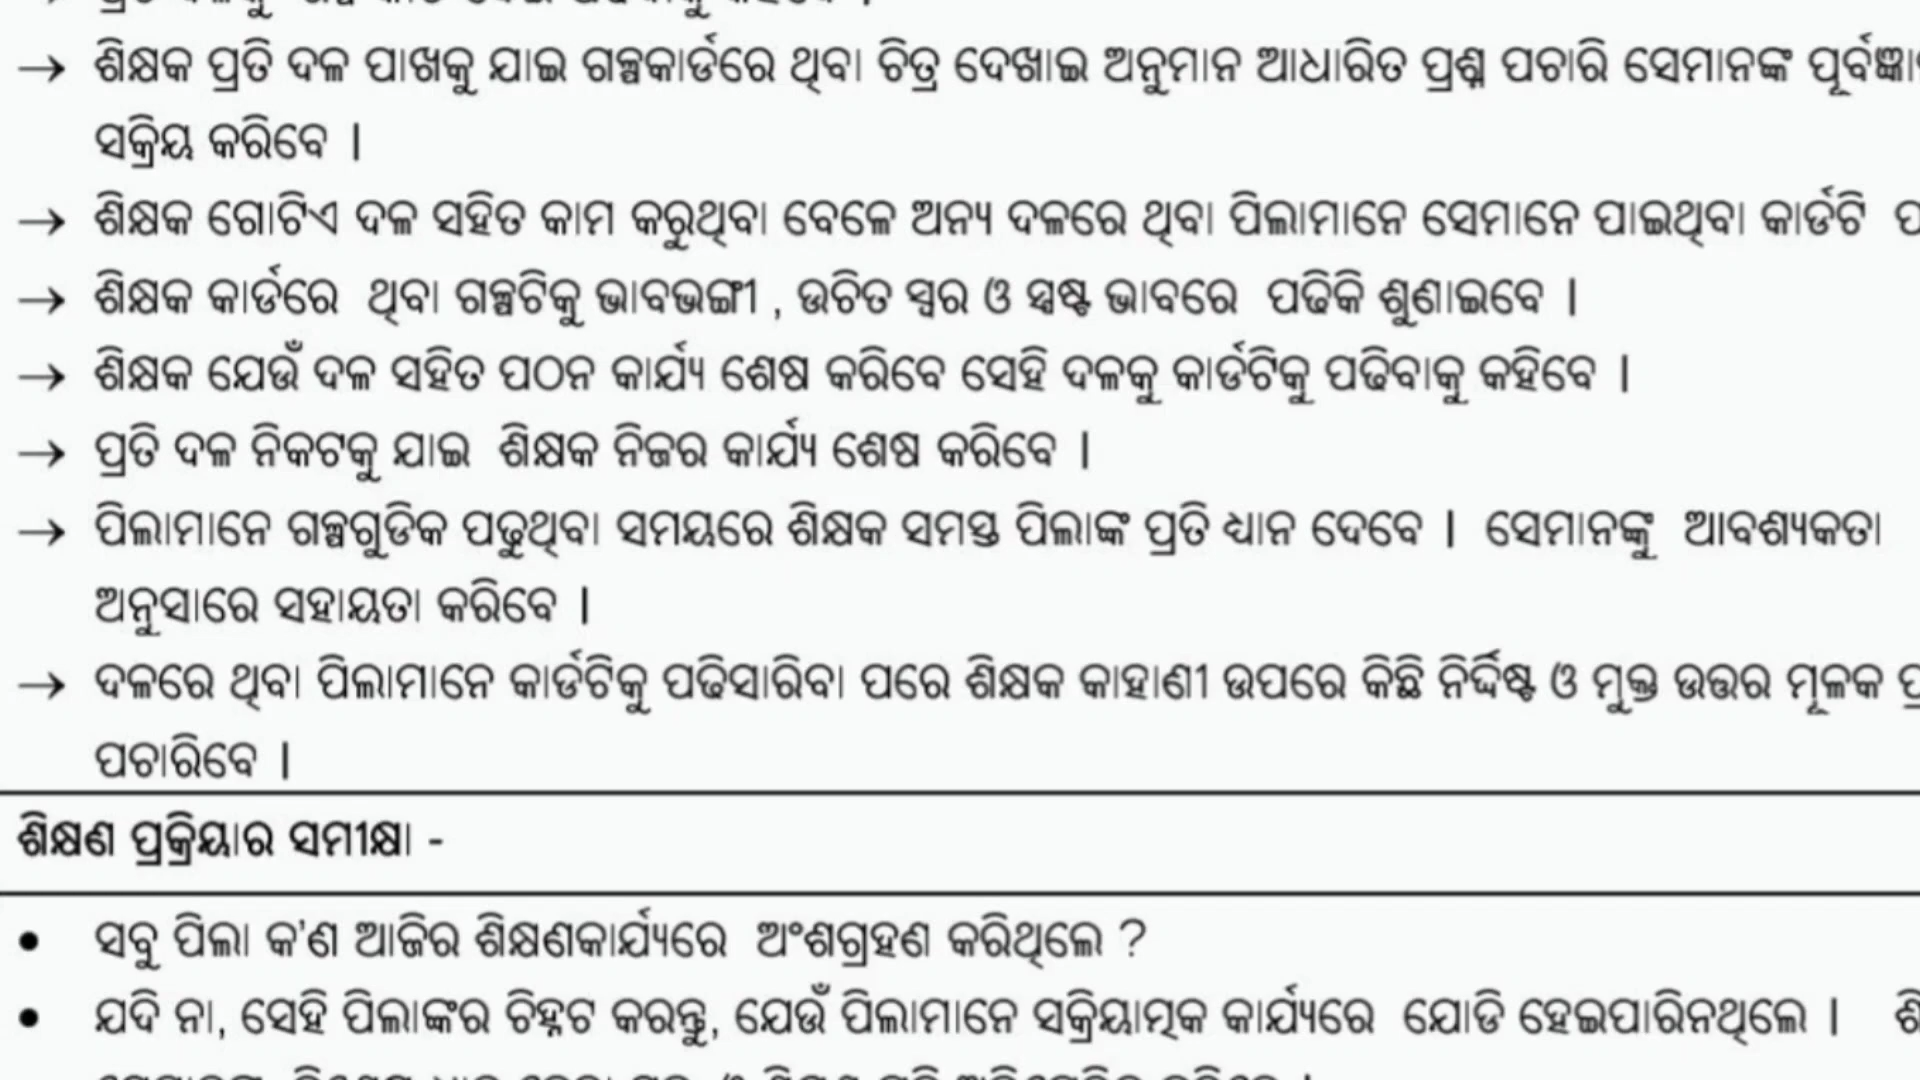 → ଶିକ୍ଷକ ପ୍ରତି ଦଳ ପାଖକୁ ଯାଇ ଗଳ୍ପକାର୍ଡରେ ଥିବା ଚିତ୍ର ଦେଖାଇ ଅନୁମାନ ଆଧାରିତ ପ୍ରଶ୍ନ ପଚାରି ସେମାନଙ୍କ
ସକ୍ରିୟ କରିବେ ।
→ ଶିକ୍ଷକ ଗୋଟିଏ ଦଳ ସହିତ କାମ କରୁଥିବା ବେଳେ ଅନ୍ୟ ଦଳରେ ଥିବା ପିଲାମାନେ ସେମାନେ ପାଇଥିବା କାର୍ଡଟି
→ ଶିକ୍ଷକ କାର୍ଡରେ ଥିବା ଗଳ୍ପଟିକୁ ଭାବଭଙ୍ଗୀ , ଉଚିତ ସ୍ୱର ଓ ସ୍ପଷ୍ଟ ଭାବରେ ପଢିକି ଶୁଣାଇବେ ।
→ ଶିକ୍ଷକ ଯେଉଁ ଦଳ ସହିତ ପଠନ କାର୍ଯ୍ୟ ଶେଷ କରିବେ ସେହି ଦଳକୁ କାର୍ଡଟିକୁ ପଢିବାକୁ କହିବେ ।
→ ପ୍ରତି ଦଳ ନିକଟକୁ ଯାଇ ଶିକ୍ଷକ ନିଜର କାର୍ଯ୍ୟ ଶେଷ କରିବେ ।
→ ପିଲାମାନେ ଗଳ୍ପଗୁଡିକ ପଢୁଥିବା ସମୟରେ ଶିକ୍ଷକ ସମସ୍ତ ପିଲାଙ୍କ ପ୍ରତି ଧ୍ୟାନ ଦେବେ । ସେମାନଙ୍କୁ ଆବଶ୍ୟକତା
ଅନୁସାରେ ସହାୟତା କରିବେ ।
→ ଦଳରେ ଥିବା ପିଲାମାନେ କାର୍ଡଟିକୁ ପଢିସାରିବା ପରେ ଶିକ୍ଷକ କାହାଣୀ ଉପରେ କିଛି ନିର୍ଦ୍ଦିଷ୍ଟ ଓ ମୁକ୍ତ ଉତ୍ତର ମୂଳକ
ପଚାରିବେ ।
ଶିକ୍ଷଣ ପ୍ରକ୍ରିୟାର ସମୀକ୍ଷା -
• ସବୁ ପିଲା କ'ଣ ଆଜିର ଶିକ୍ଷଣକାର୍ଯ୍ୟରେ ଅଂଶଗ୍ରହଣ କରିଥିଲେ ?
• ଯଦି ନା, ସେହି ପିଲାଙ୍କର ଚିହ୍ନଟ କରନ୍ତୁ, ଯେଉଁ ପିଲାମାନେ ସକ୍ରିୟାତ୍ମକ କାର୍ଯ୍ୟରେ ଯୋଡି ହେଇପାରିନଥିଲେ ।